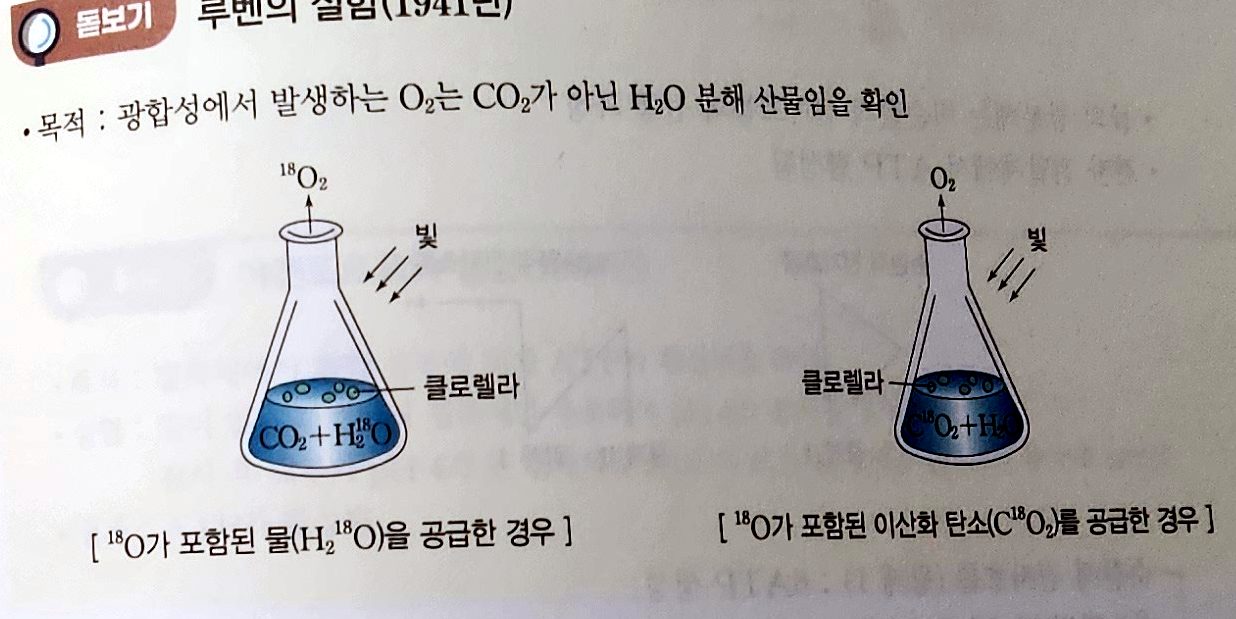 돋보기 루벤의 실험(1941년)
• 목적 : 광합성에서 발생하는 O₂는 CO₂가 아닌 H₂O 분해 산물임을 확인
¹⁸O₂ O₂
빛 빛
클로렐라 클로렐라
CO₂+H₂¹⁸O C¹⁸O₂+H₂O
[ ¹⁸O가 포함된 물(H₂¹⁸O)을 공급한 경우 ] [ ¹⁸O가 포함된 이산화 탄소(C¹⁸O₂)를 공급한 경우 ]